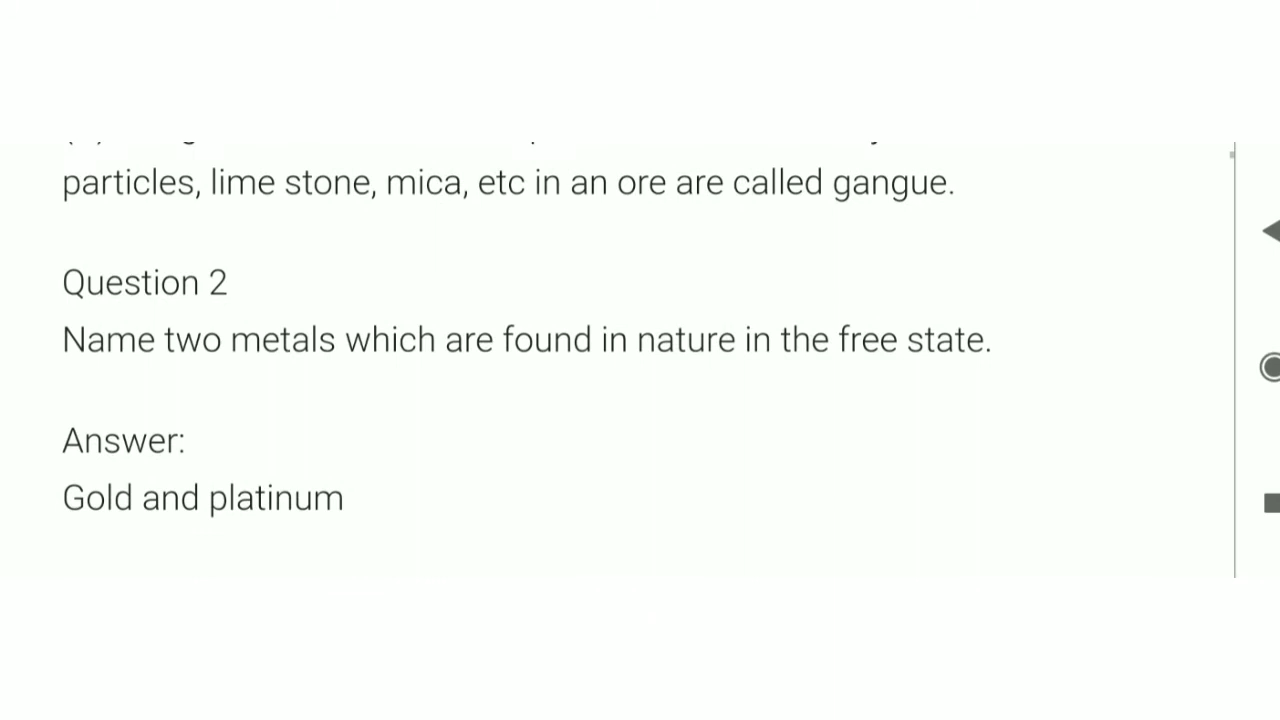 particles, lime stone, mica, etc in an ore are called gangue.
Question 2
Name two metals which are found in nature in the free state.
Answer:
Gold and platinum